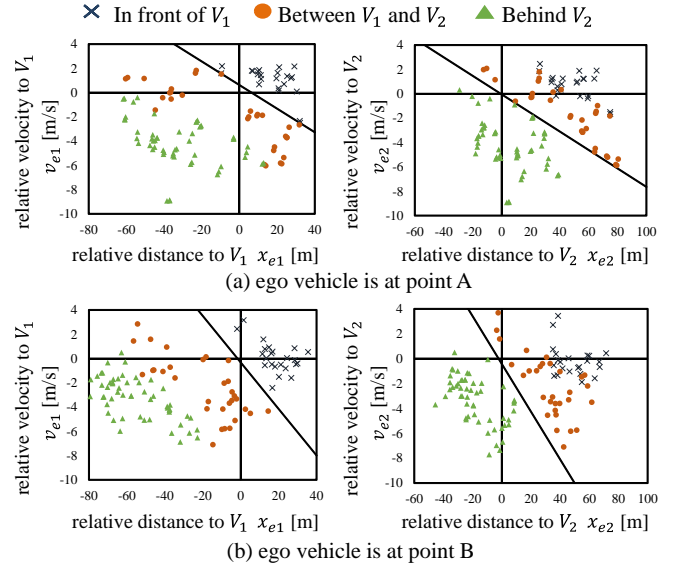 In front of V1 Between V1 and V2 Behind V2
relative velocity to V1
ve1 [m/s]
4
2
0
-2
-4
-6
-8
-10
-80 -60 -40 -20 0 20 40
relative distance to V1 xe1 [m]
relative velocity to V2
ve2 [m/s]
4
2
0
-2
-4
-6
-8
-10
-60 -40 -20 0 20 40 60 80 100
relative distance to V2 xe2 [m]
(a) ego vehicle is at point A
relative velocity to V1
ve1 [m/s]
4
2
0
-2
-4
-6
-8
-10
-80 -60 -40 -20 0 20 40
relative distance to V1 xe1 [m]
relative velocity to V2
ve2 [m/s]
4
2
0
-2
-4
-6
-8
-10
-60 -40 -20 0 20 40 60 80 100
relative distance to V2 xe2 [m]
(b) ego vehicle is at point B